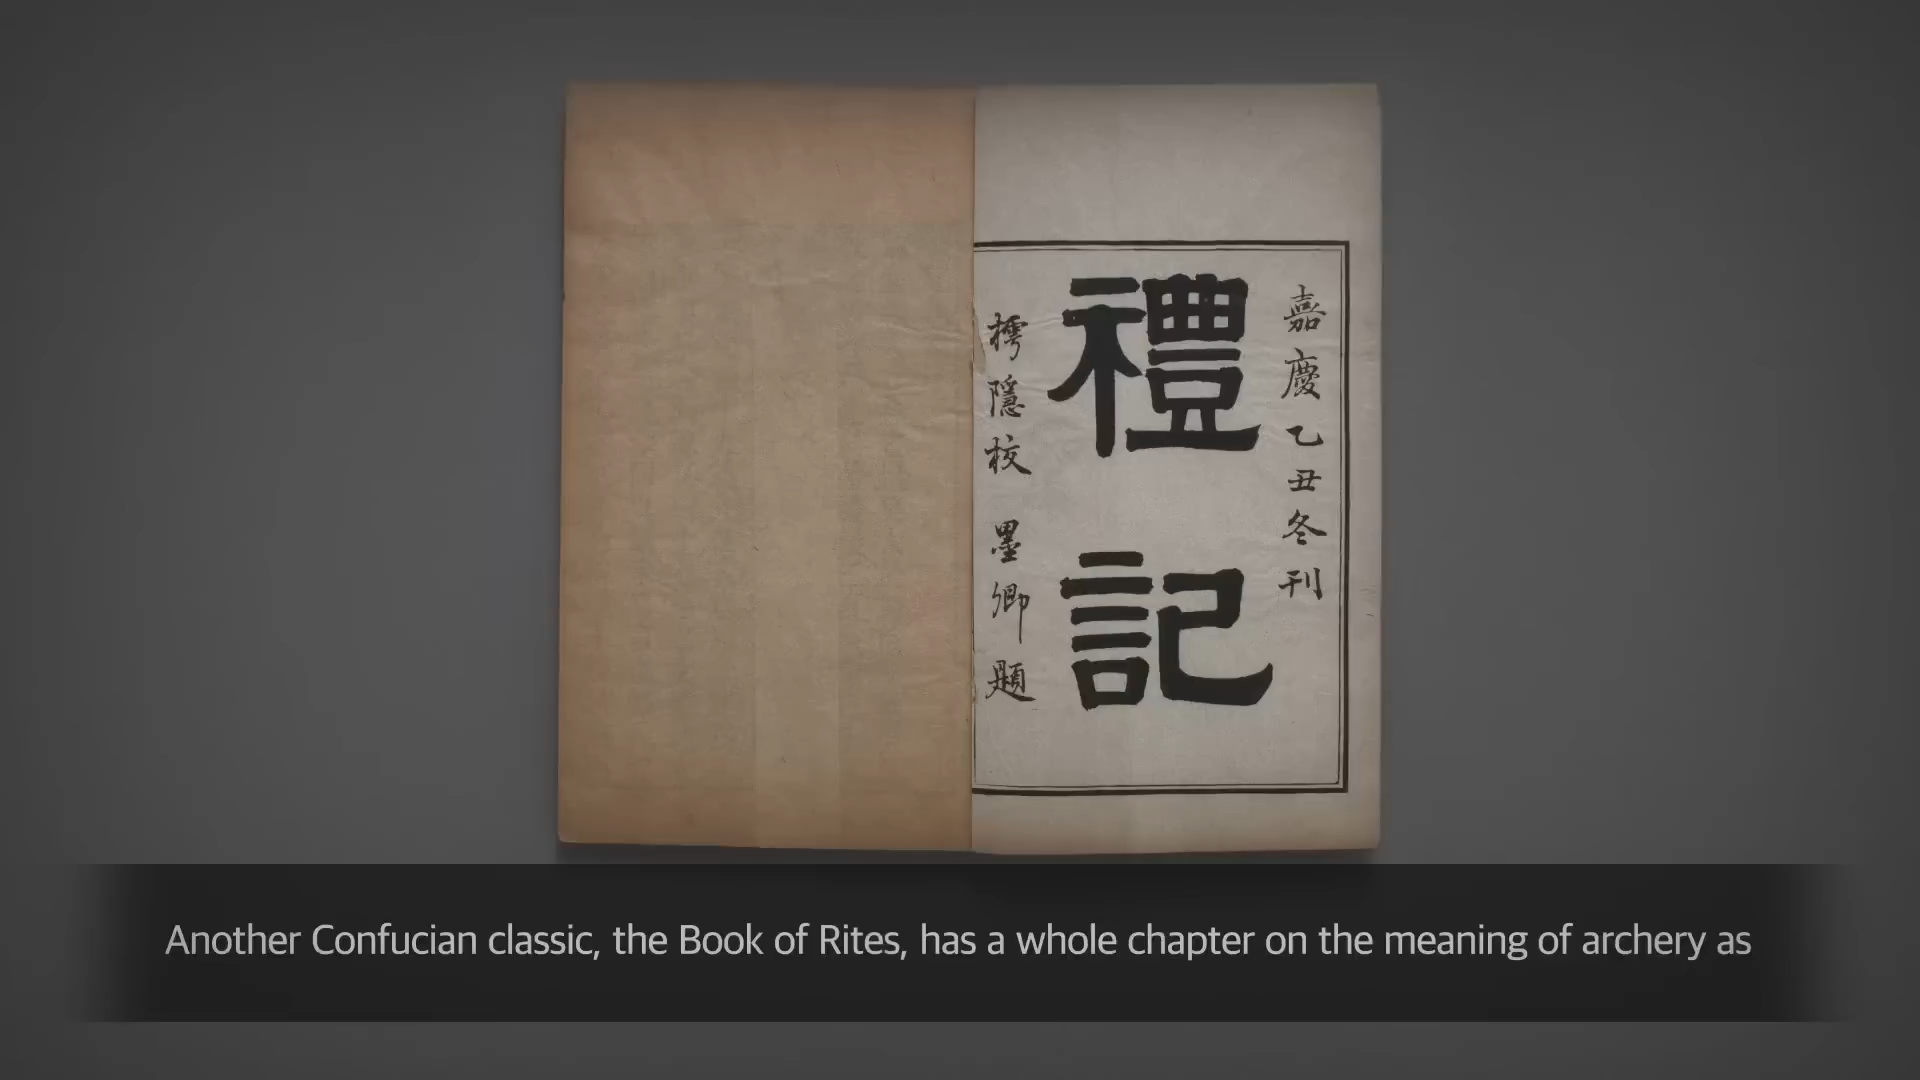 嘉慶乙丑冬刊
禮記
樗隱校 墨卿題
Another Confucian classic, the Book of Rites, has a whole chapter on the meaning of archery as